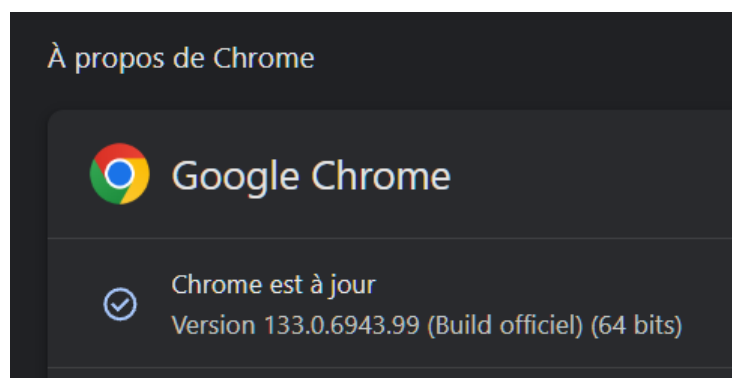 À propos de Chrome
Google Chrome
Chrome est à jour
Version 133.0.6943.99 (Build officiel) (64 bits)